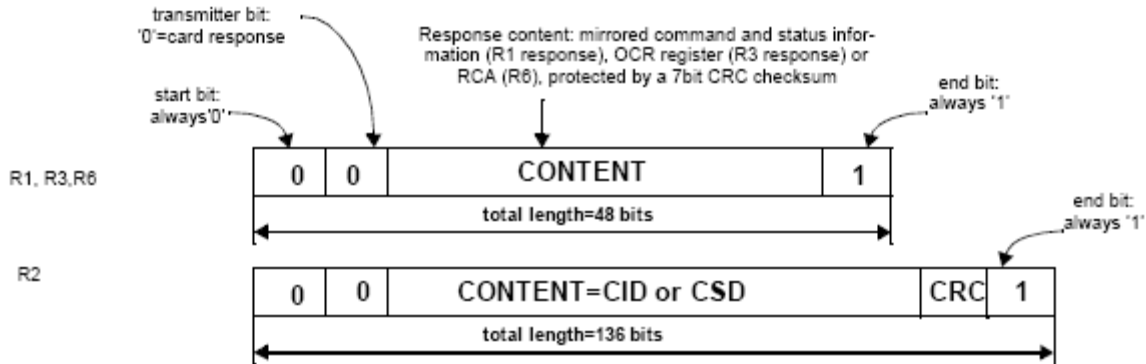 transmitter bit:
'0'=card response
Response content: mirrored command and status infor-
mation (R1 response), OCR register (R3 response) or
RCA (R6), protected by a 7bit CRC checksum
start bit:
always'0'
end bit:
always '1'
R1, R3,R6
0 0 CONTENT 1
total length=48 bits
end bit:
always '1'
R2
0 0 CONTENT=CID or CSD CRC 1
total length=136 bits